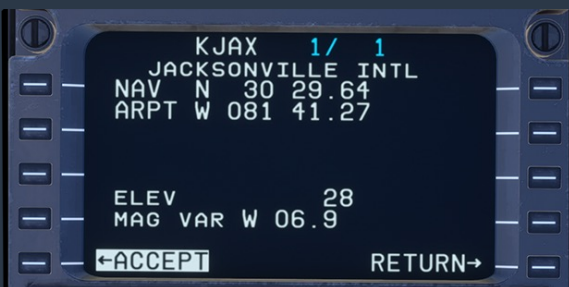 KJAX 1/ 1
JACKSONVILLE INTL
NAV N 30 29.64
ARPT W 081 41.27
ELEV 28
MAG VAR W 06.9
←ACCEPT RETURN→